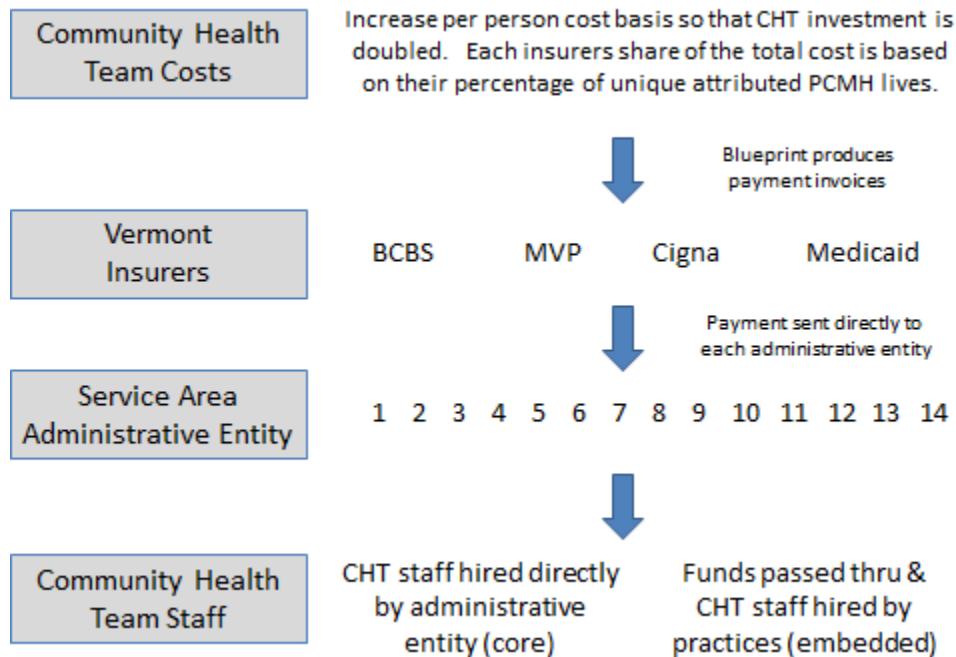 Community Health
Team Costs
Increase per person cost basis so that CHT investment is
doubled. Each insurers share of the total cost is based
on their percentage of unique attributed PCMH lives.
Blueprint produces
payment invoices
Vermont
Insurers
BCBS MVP Cigna Medicaid
Payment sent directly to
each administrative entity
Service Area
Administrative Entity
1 2 3 4 5 6 7 8 9 10 11 12 13 14
Community Health
Team Staff
CHT staff hired directly
by administrative
entity (core)
Funds passed thru &
CHT staff hired by
practices (embedded)